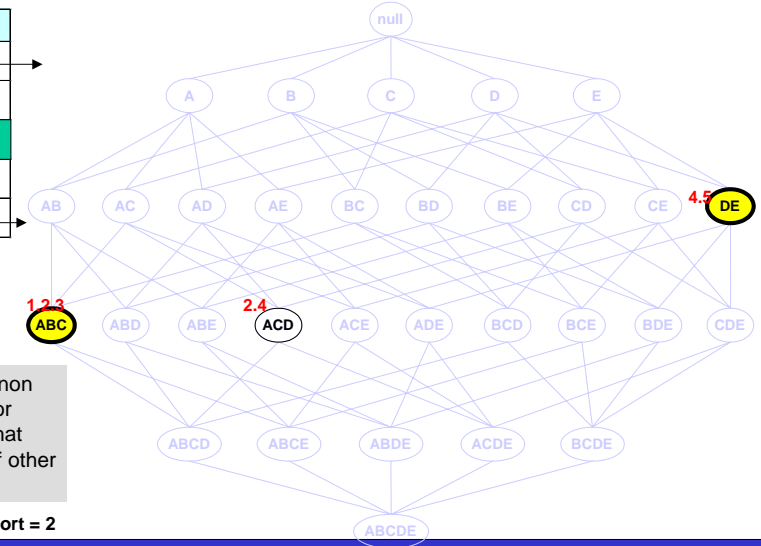 null
A B C D E
AB AC AD AE BC BD BE CD CE 4.5 DE
1.2.3 2.4
ABC ABD ABE ACD ACE ADE BCD BCE BDE CDE
non
or
hat
f other
ABCD ABCE ABDE ACDE BCDE
ort = 2
ABCDE